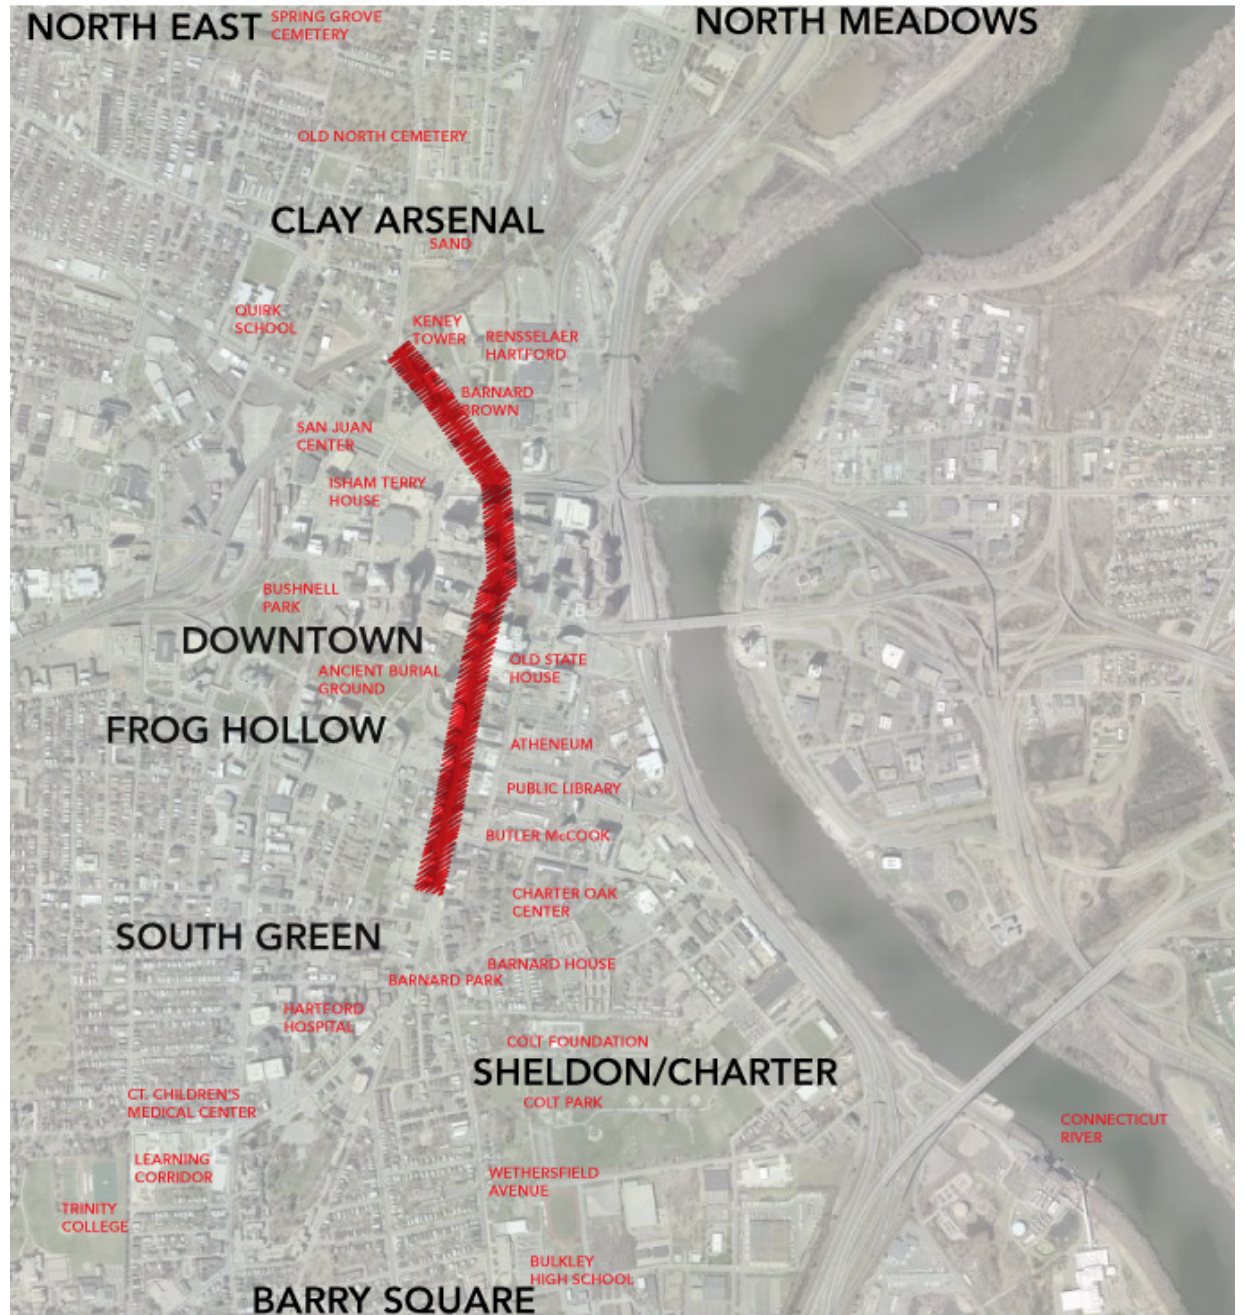 NORTH EAST
SPRING GROVE
CEMETERY
NORTH MEADOWS
OLD NORTH CEMETERY
CLAY ARSENAL
SAND
QUIRK
SCHOOL
KENEY
TOWER
RENSSELAER
HARTFORD
BARNARD
BROWN
SAN JUAN
CENTER
ISHAM TERRY
HOUSE
BUSHNELL
PARK
DOWNTOWN
OLD STATE
HOUSE
ANCIENT BURIAL
GROUND
FROG HOLLOW
ATHENEUM
PUBLIC LIBRARY
BUTLER McCOOK
CHARTER OAK
CENTER
SOUTH GREEN
BARNARD HOUSE
BARNARD PARK
HARTFORD
HOSPITAL
COLT FOUNDATION
SHELDON/CHARTER
COLT PARK
CT. CHILDREN'S
MEDICAL CENTER
CONNECTICUT
RIVER
LEARNING
CORRIDOR
WETHERSFIELD
AVENUE
TRINITY
COLLEGE
BULKLEY
HIGH SCHOOL
BARRY SQUARE